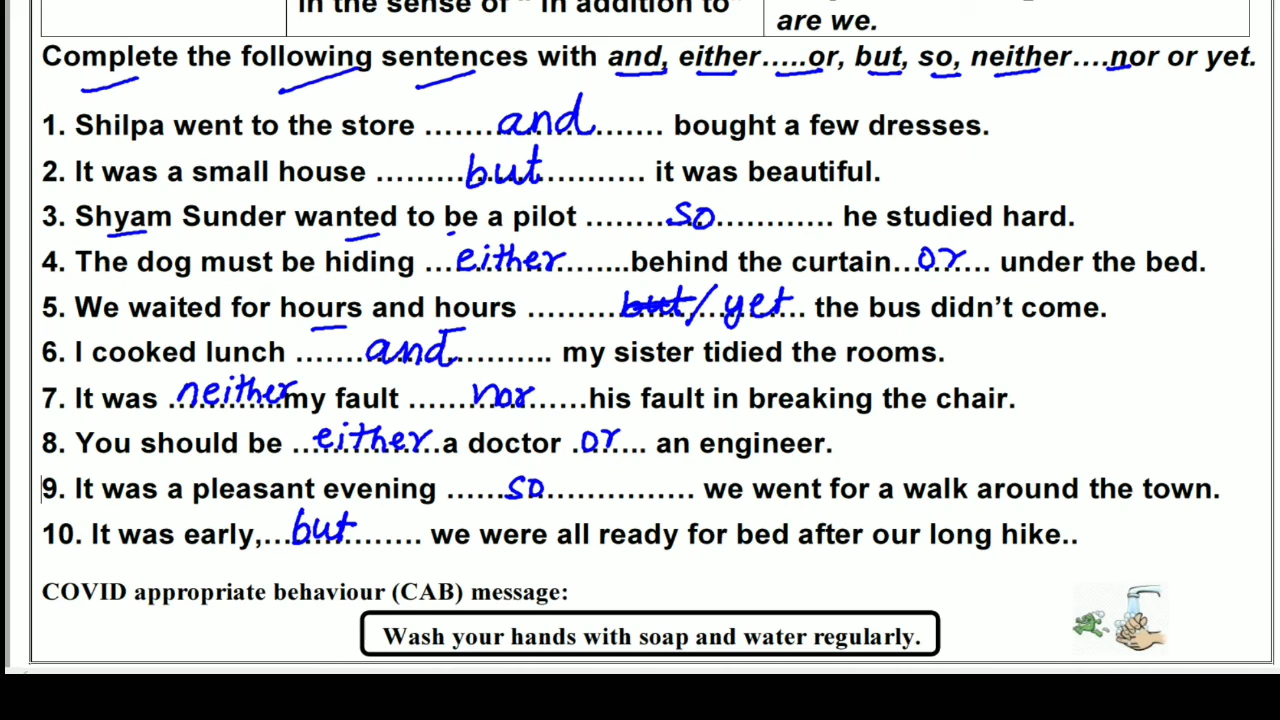 in the sense of “ in addition to”
are we.
Complete the following sentences with and, either…..or, but, so, neither….nor or yet.
1. Shilpa went to the store …….and……. bought a few dresses.
2. It was a small house ………but………. it was beautiful.
3. Shyam Sunder wanted to be a pilot ……..so…………. he studied hard.
4. The dog must be hiding …either……...behind the curtain…or….. under the bed.
5. We waited for hours and hours ……….but/yet.. the bus didn’t come.
6. I cooked lunch …….and……….. my sister tidied the rooms.
7. It was neither my fault ……nor……his fault in breaking the chair.
8. You should be …either..a doctor .or…. an engineer.
9. It was a pleasant evening ……so……………. we went for a walk around the town.
10. It was early,…but……. we were all ready for bed after our long hike..
COVID appropriate behaviour (CAB) message:
Wash your hands with soap and water regularly.